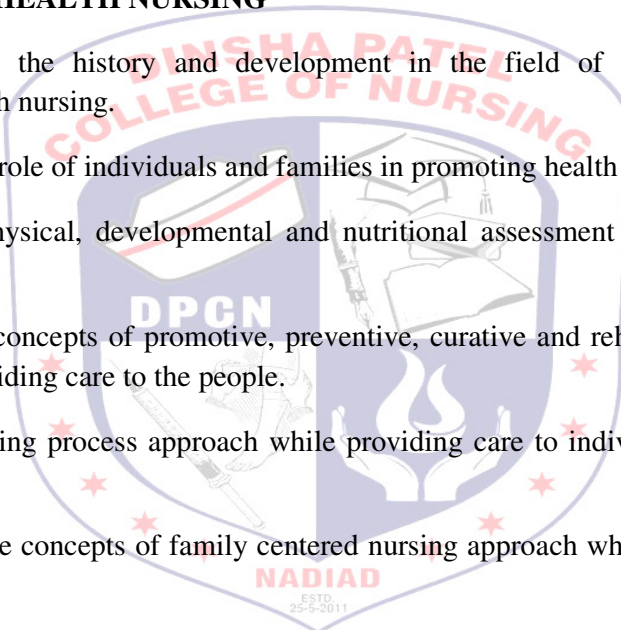 HEALTH NURSING
DINSHA PATEL
COLLEGE OF NURSING
the history and development in the field of
h nursing.
role of individuals and families in promoting health
ysical, developmental and nutritional assessment
DPCN
concepts of promotive, preventive, curative and reh
iding care to the people.
ing process approach while providing care to indiv
e concepts of family centered nursing approach wh
NADIAD
ESTD.
25-5-2011